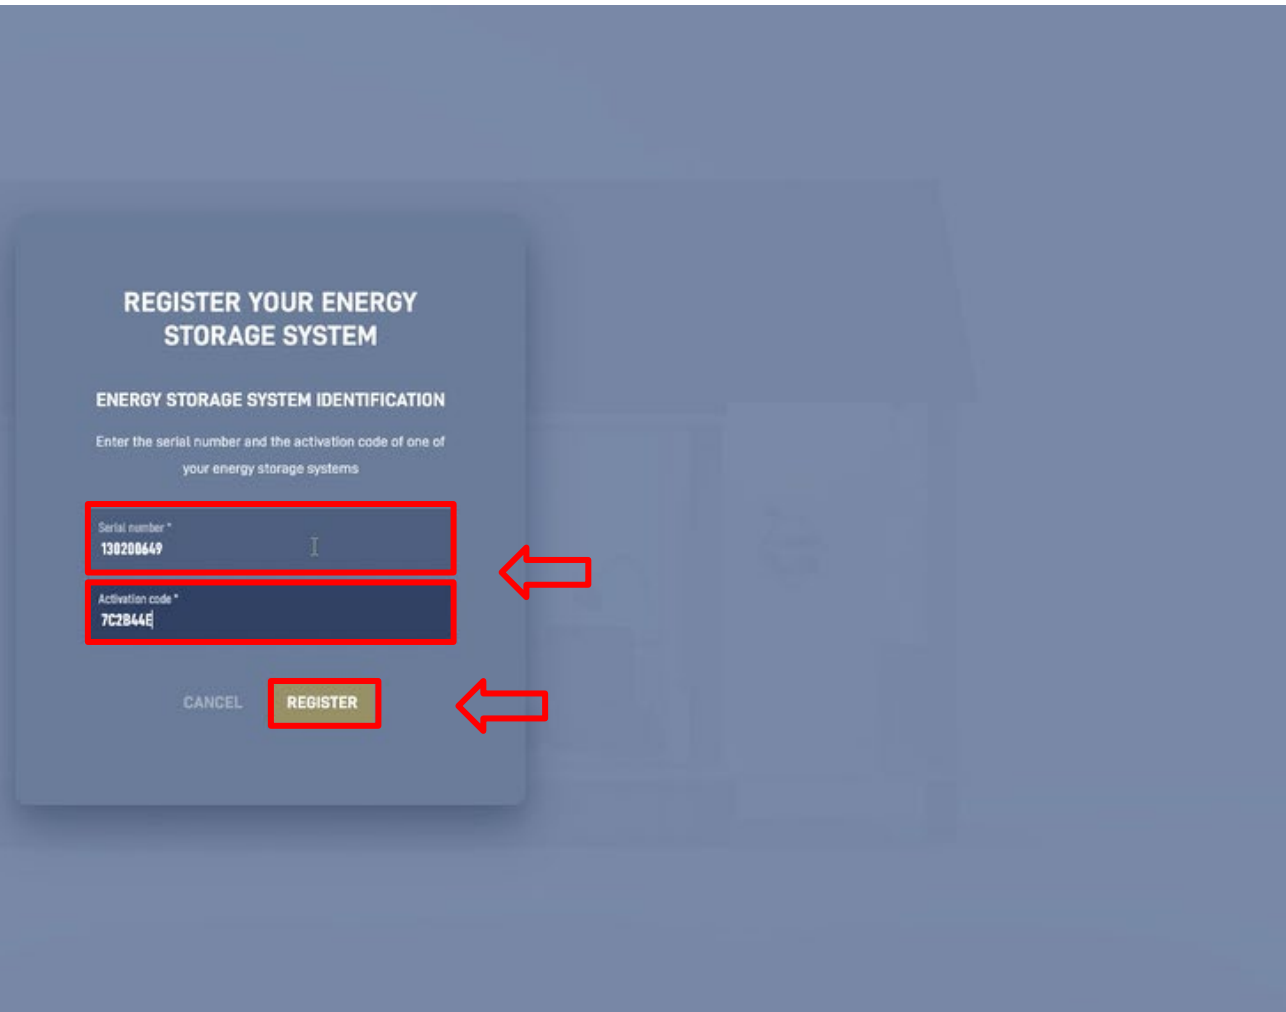 REGISTER YOUR ENERGY
STORAGE SYSTEM
ENERGY STORAGE SYSTEM IDENTIFICATION
Enter the serial number and the activation code of one of
your energy storage systems
Serial number *
130200649
Activation code *
7C2B44E
CANCEL
REGISTER